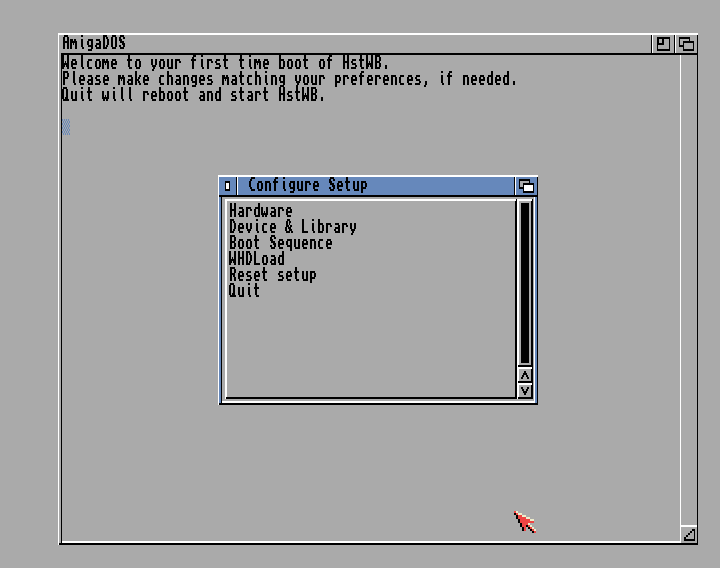 AmigaDOS
Welcome to your first time boot of HstWB.
Please make changes matching your preferences, if needed.
Quit will reboot and start HstWB.
Configure Setup
Hardware
Device & Library
Boot Sequence
WHDLoad
Reset setup
Quit